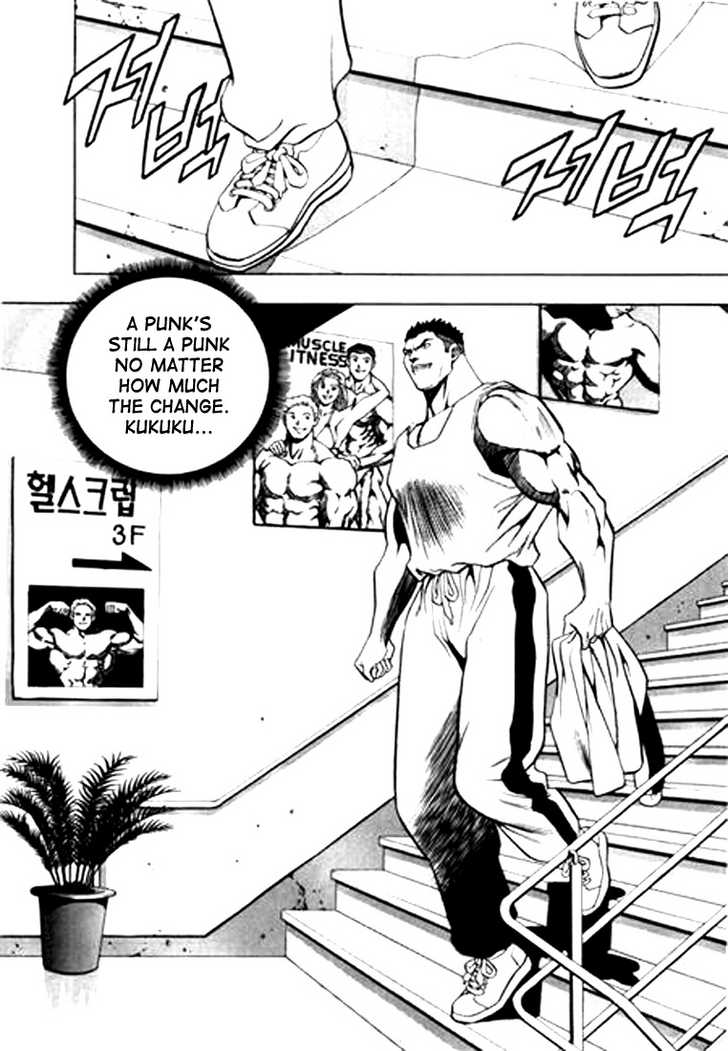 저벅
저벅
A PUNK'S
STILL A PUNK
NO MATTER
HOW MUCH
THE CHANGE.
KUKUKU...
MUSCLE
FITNESS
헬스크럽
3F